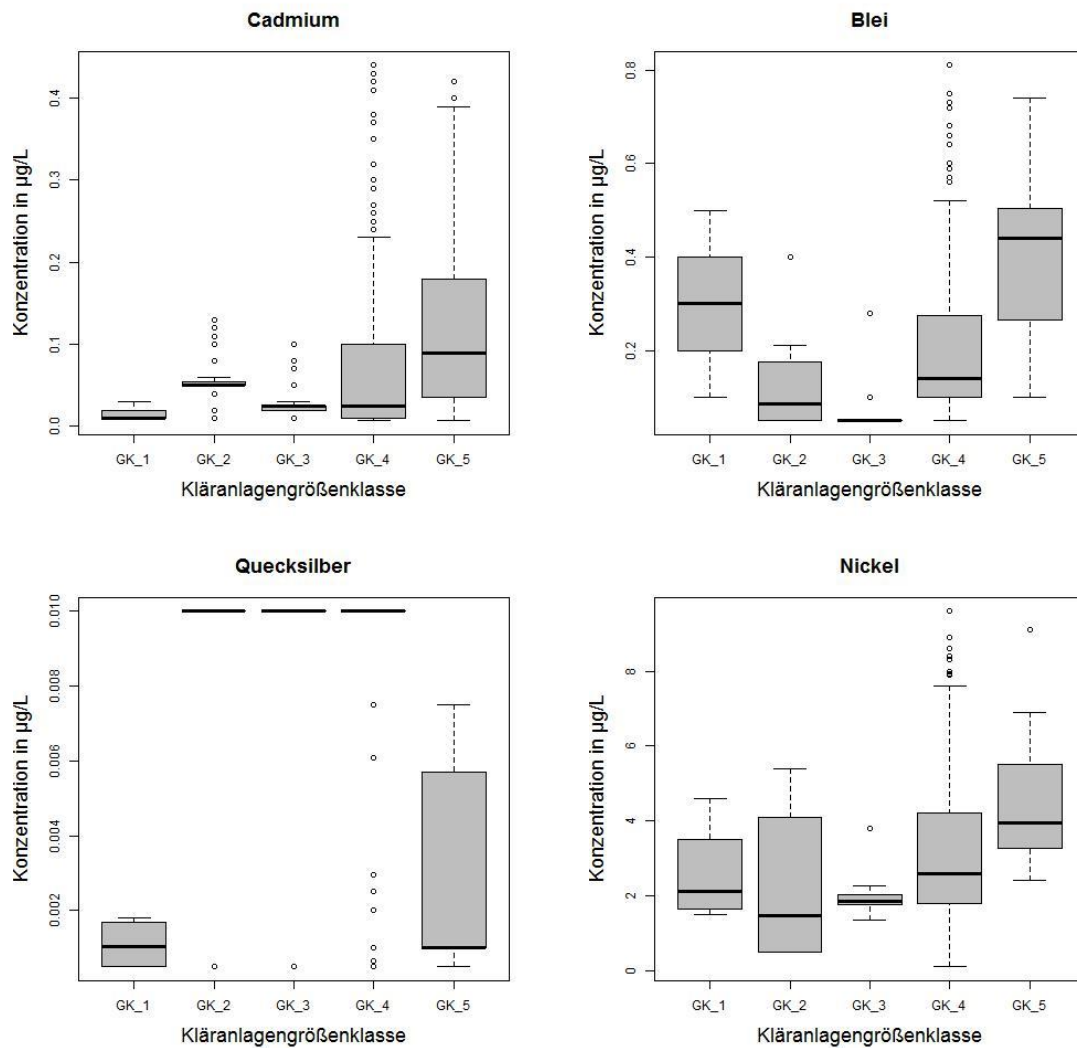 Cadmium
Konzentration in µg/L
0.4
0.3
0.2
0.1
0.0
GK_1 GK_2 GK_3 GK_4 GK_5
Kläranlagengrößenklasse
Blei
Konzentration in µg/L
0.8
0.6
0.4
0.2
GK_1 GK_2 GK_3 GK_4 GK_5
Kläranlagengrößenklasse
Quecksilber
Konzentration in µg/L
0.010
0.008
0.006
0.004
0.002
GK_1 GK_2 GK_3 GK_4 GK_5
Kläranlagengrößenklasse
Nickel
Konzentration in µg/L
8
6
4
2
0
GK_1 GK_2 GK_3 GK_4 GK_5
Kläranlagengrößenklasse